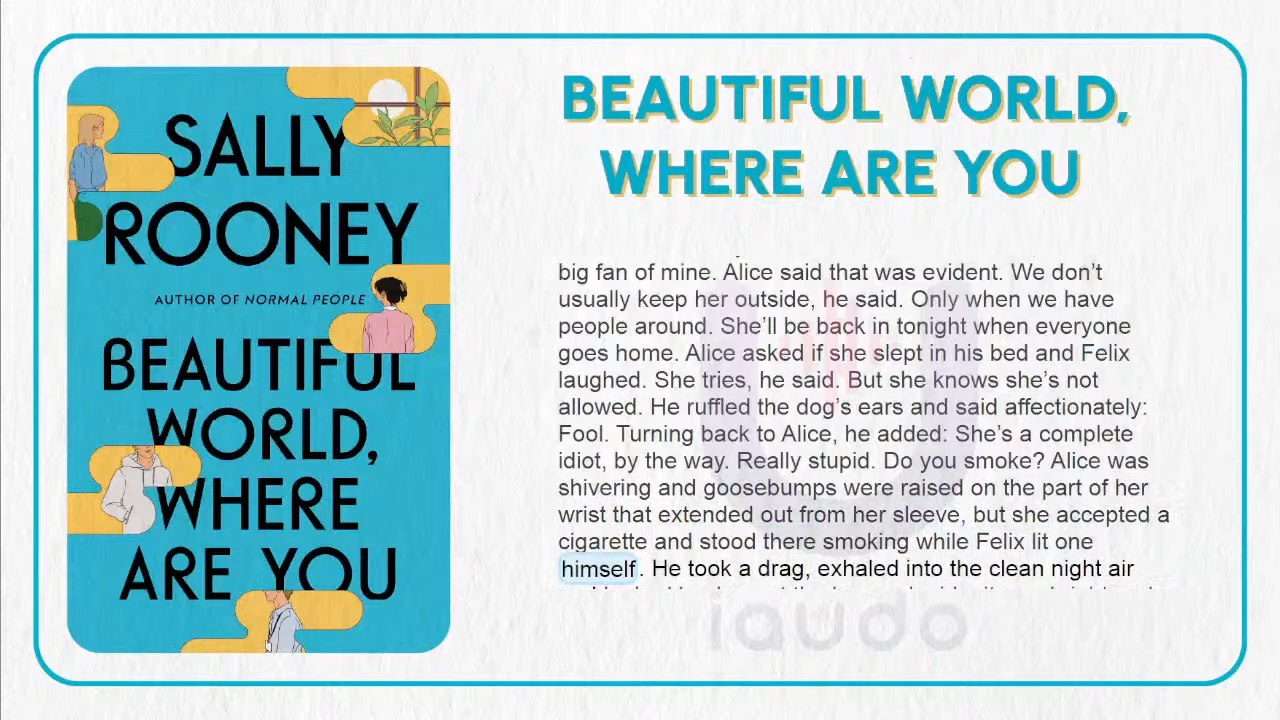 SALLY
ROONEY
AUTHOR OF NORMAL PEOPLE
BEAUTIFUL
WORLD,
WHERE
ARE YOU
BEAUTIFUL WORLD,
WHERE ARE YOU
big fan of mine. Alice said that was evident. We don’t
usually keep her outside, he said. Only when we have
people around. She’ll be back in tonight when everyone
goes home. Alice asked if she slept in his bed and Felix
laughed. She tries, he said. But she knows she’s not
allowed. He ruffled the dog’s ears and said affectionately:
Fool. Turning back to Alice, he added: She’s a complete
idiot, by the way. Really stupid. Do you smoke? Alice was
shivering and goosebumps were raised on the part of her
wrist that extended out from her sleeve, but she accepted a
cigarette and stood there smoking while Felix lit one
himself. He took a drag, exhaled into the clean night air
iaudo